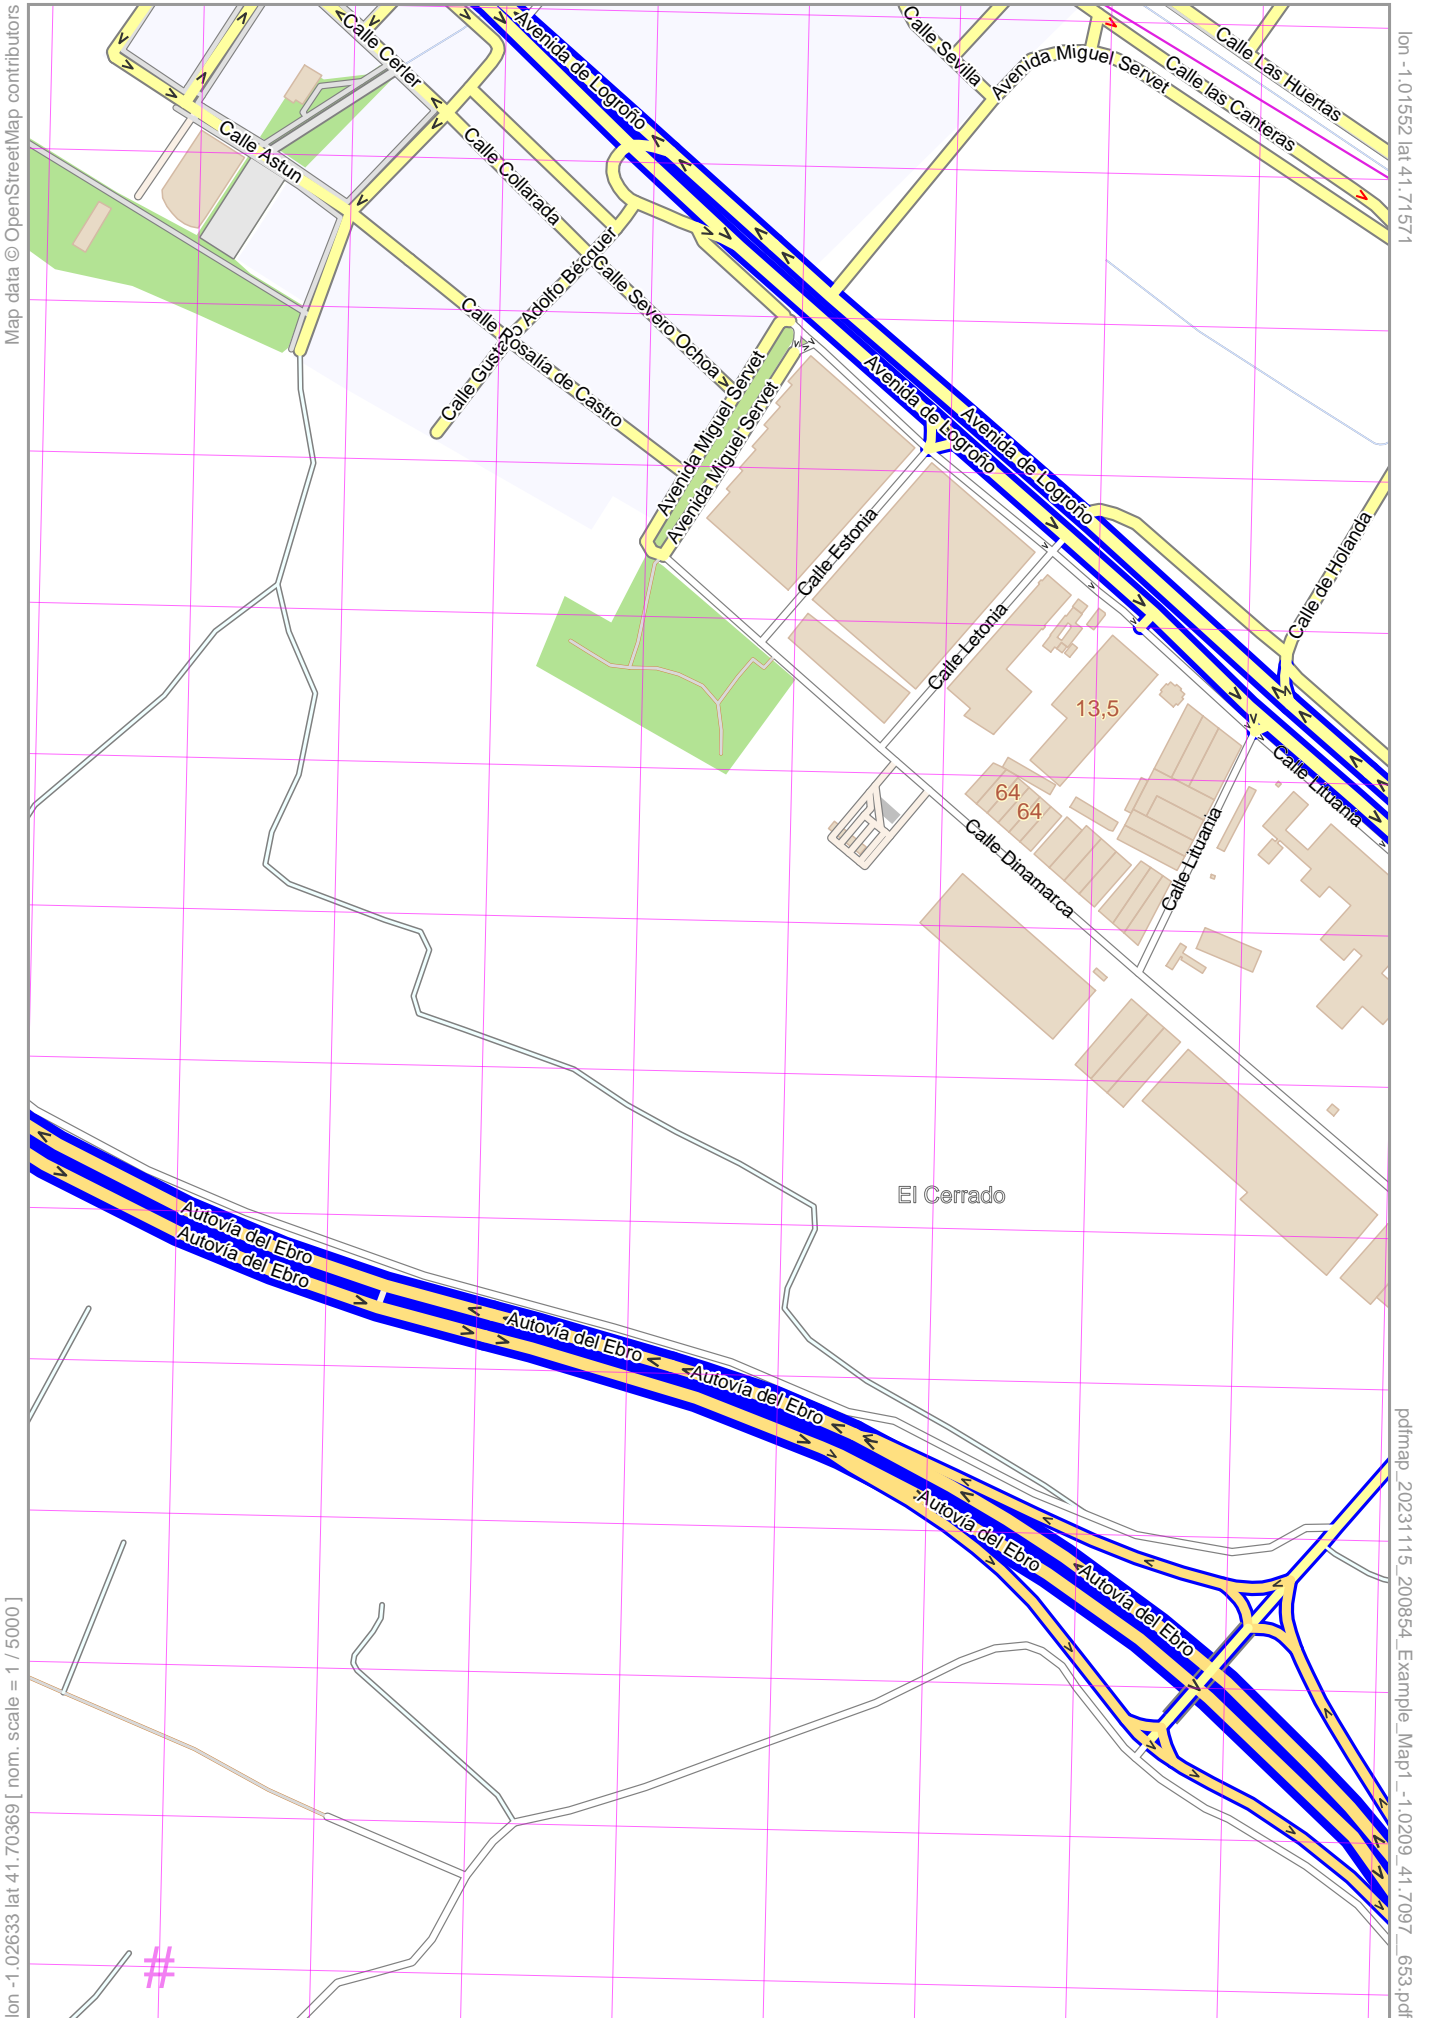 Map data © OpenStreetMap contributors
lon -1.01552 lat 41.71571
Calle Cerler
Avenida de Logroño
Calle Sevilla
Avenida Miguel Servet
Calle Las Huertas
Calle las Canteras
Calle Astun
Calle Collarada
Calle Gustavo Adolfo Bécquer
Calle Severo Ochoa
Calle Rosalía de Castro
Avenida Miguel Servet
Avenida Miguel Servet
Avenida de Logroño
Avenida de Logroño
Calle Estonia
Calle Letonia
Calle de Holanda
13,5
64
64
Calle Lituania
Calle Lituania
Calle Dinamarca
El Cerrado
Autovía del Ebro
Autovía del Ebro
Autovía del Ebro
Autovía del Ebro
Autovía del Ebro
Autovía del Ebro
lon -1.02633 lat 41.70369 [ nom. scale = 1 / 5000 ]
pdfmap_20231115_200854_Example_Map1_-1.0209_41.7097__653.pdf
#